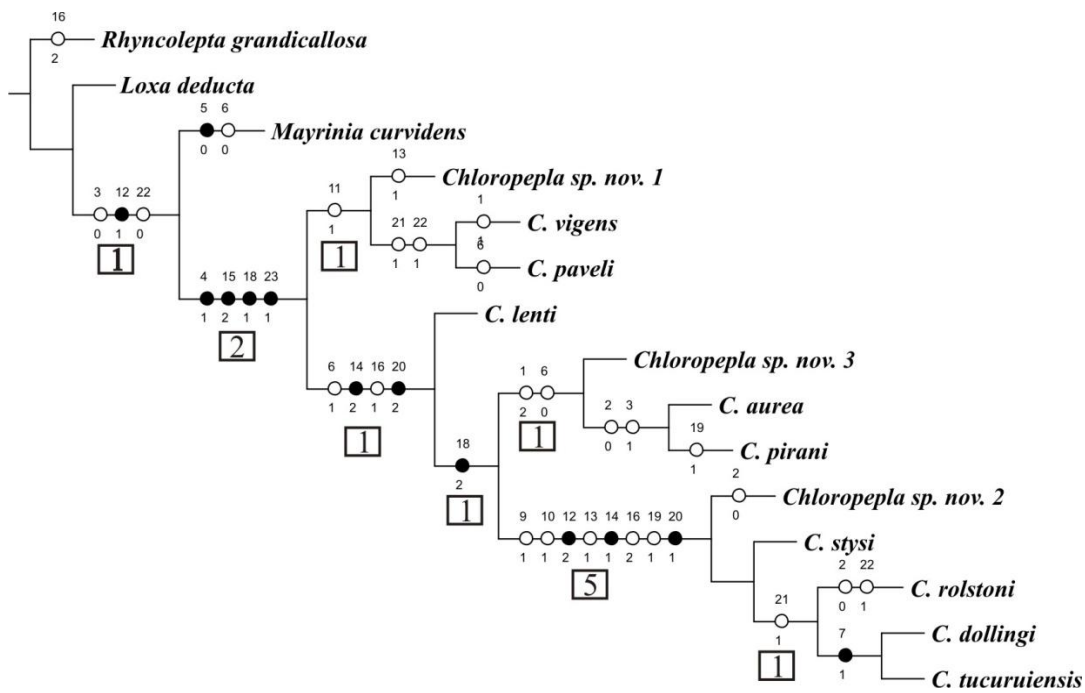 16
Rhyncolepta grandicallosa
2
Loxa deducta
5 6
Mayrinia curvidens
0 0
13
Chloropepla sp. nov. 1
1
3 12 22
0 1 0
1
11
1
1
21 22
1 1
1
C. vigens
1
6
C. paveli
0
4 15 18 23
1 2 1 1
2
C. lenti
6 14 16 20
1 2 1 2
1
1 6
2 0
1
Chloropepla sp. nov. 3
2 3
0 1
C. aurea
19
C. pirani
1
18
2
1
2
Chloropepla sp. nov. 2
0
9 10 12 13 14 16 19 20
1 1 2 1 1 2 1 1
5
C. stysi
2 22
C. rolstoni
0 1
21
1
1
7
1
C. dollingi
C. tucuruiensis